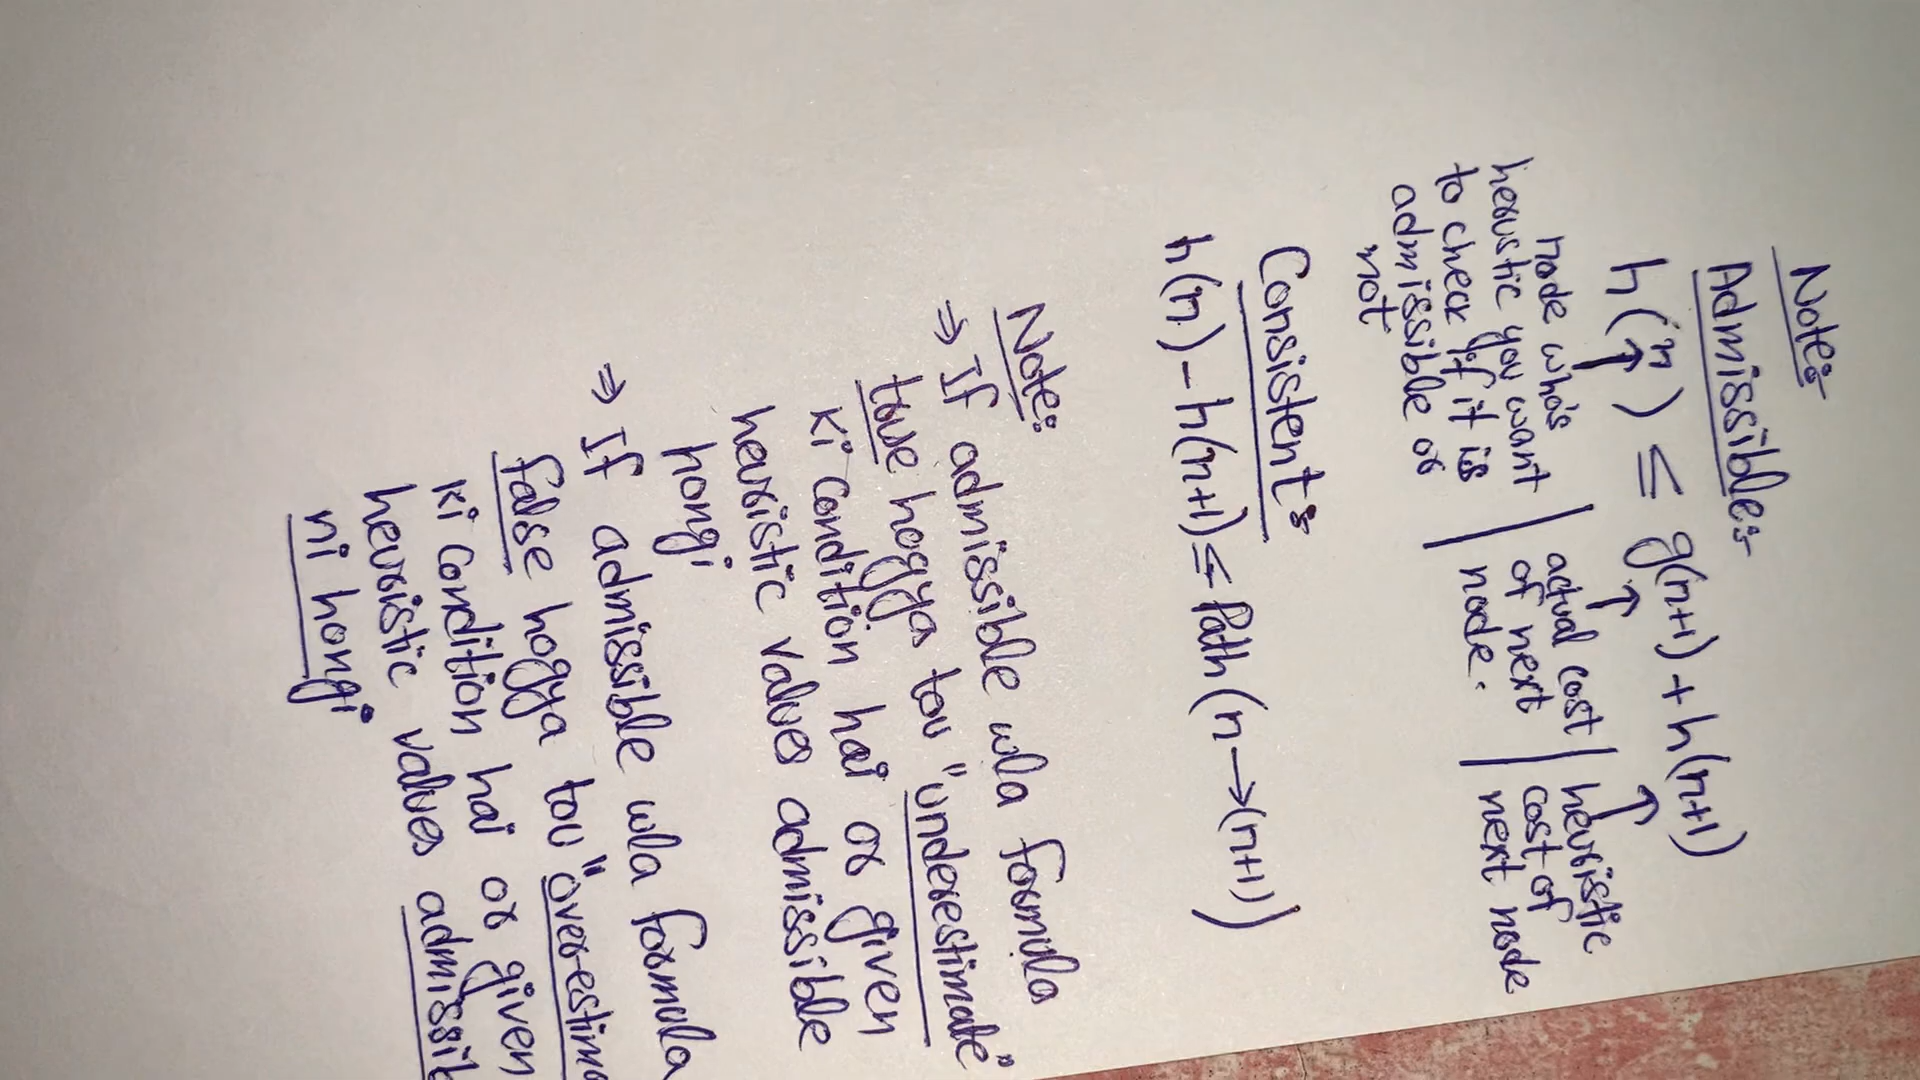 Note:-
Admissible:-
h(n) ≤ g(n+1) + h(n+1)
↑ ↑ ↑
node who's
heuristic you want
to check if it is
admissible or
not
actual cost
of next
node.
heuristic
cost of
next node
Consistent:
h(n) - h(n+1) ≤ Path (n → (n+1))
Note:
⇒ If admissible wla formula
true hogya tou "underestimate"
ki condition hai or given
heuristic values admissible
hongi
⇒ If admissible wla formula
false hogya tou "over-estima
ki condition hai or given
heuristic values admissib
ni hongi